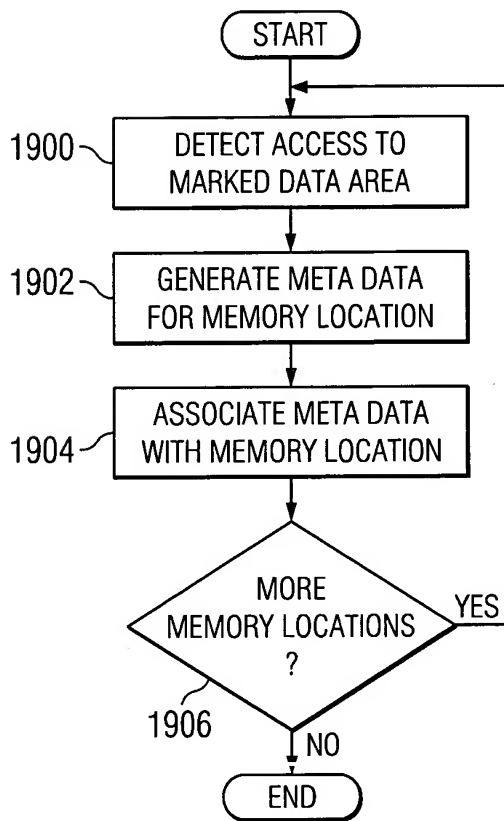 START
1900
DETECT ACCESS TO
MARKED DATA AREA
1902
GENERATE META DATA
FOR MEMORY LOCATION
1904
ASSOCIATE META DATA
WITH MEMORY LOCATION
MORE
MEMORY LOCATIONS
?
YES
1906
NO
END